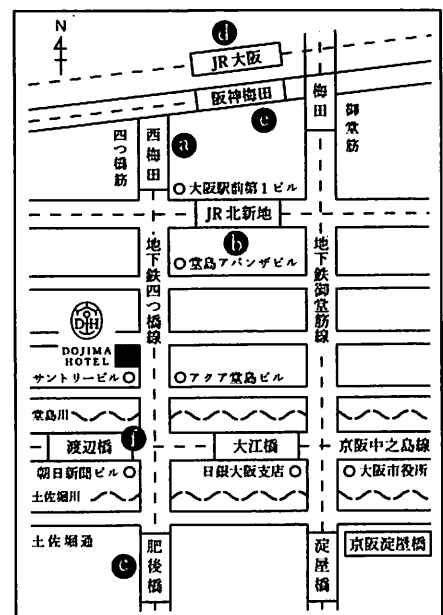 N
d
JR大阪
阪神梅田
梅田
御堂筋
e
四つ橋筋
西梅田
a
大阪駅前第1ビル
JR北新地
b
堂島アバンザビル
地下鉄四つ橋線
地下鉄御堂筋線
DH
DOJIMA
HOTEL
サントリービル
アクア堂島ビル
堂島川
渡辺橋
f
大江橋
京阪中之島線
朝日新聞ビル
日銀大阪支店
大阪市役所
土佐堀川
土佐堀通
c
肥後橋
淀屋橋
京阪淀屋橋